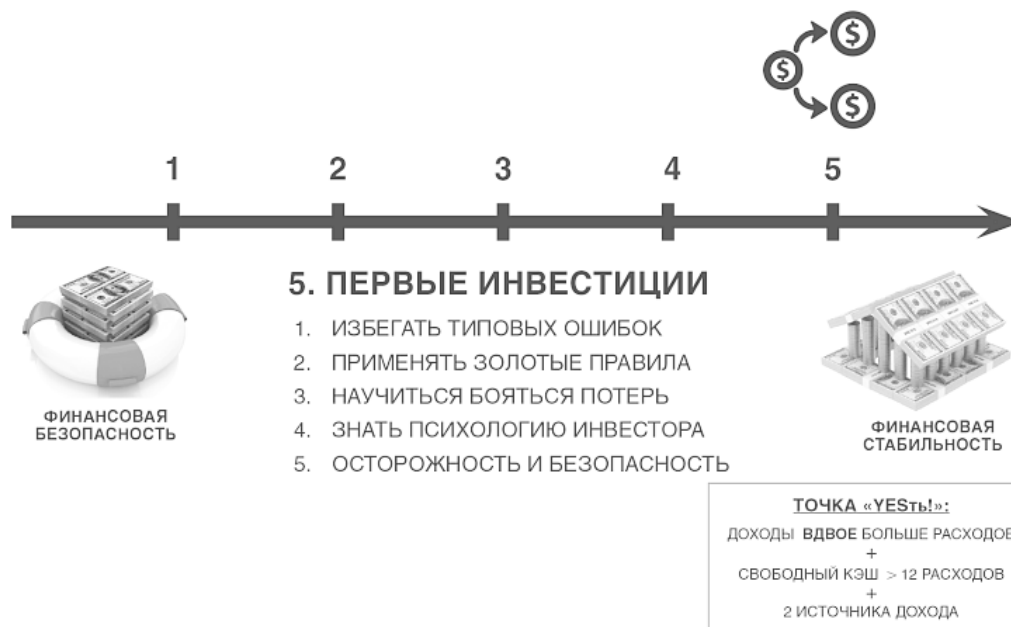 1 2 3 4 5
5. ПЕРВЫЕ ИНВЕСТИЦИИ
1. ИЗБЕГАТЬ ТИПОВЫХ ОШИБОК
2. ПРИМЕНЯТЬ ЗОЛОТЫЕ ПРАВИЛА
3. НАУЧИТЬСЯ БОЯТЬСЯ ПОТЕРЬ
4. ЗНАТЬ ПСИХОЛОГИЮ ИНВЕСТОРА
5. ОСТОРОЖНОСТЬ И БЕЗОПАСНОСТЬ
ФИНАНСОВАЯ
БЕЗОПАСНОСТЬ
ФИНАНСОВАЯ
СТАБИЛЬНОСТЬ
ТОЧКА «YESть!»:
ДОХОДЫ ВДВОЕ БОЛЬШЕ РАСХОДОВ
+
СВОБОДНЫЙ КЭШ > 12 РАСХОДОВ
+
2 ИСТОЧНИКА ДОХОДА